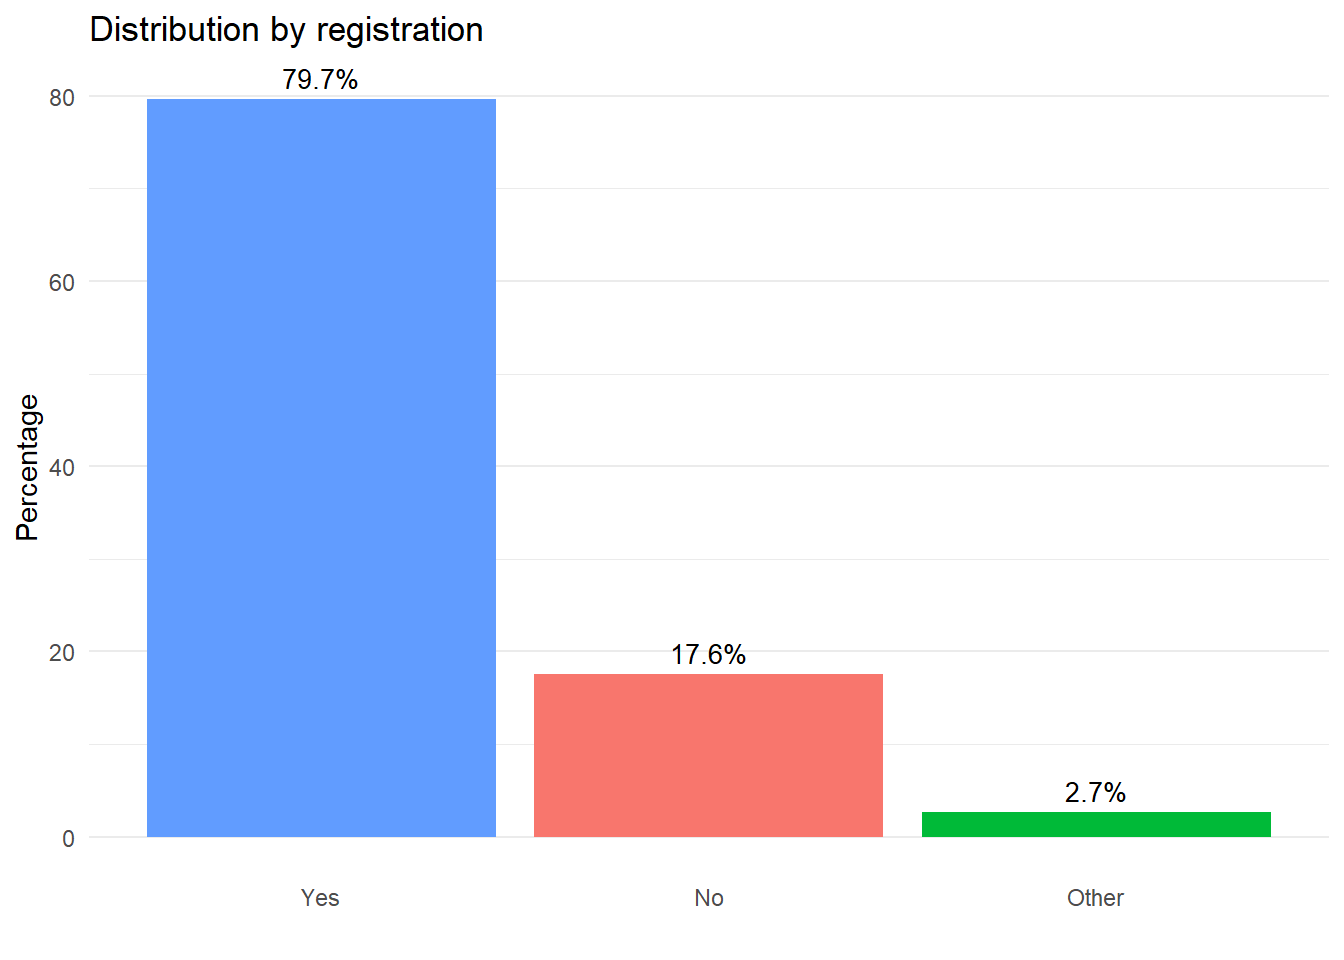 Distribution by registration
79.7%
80
60
Percentage
40
17.6%
20
2.7%
0
Yes
No
Other